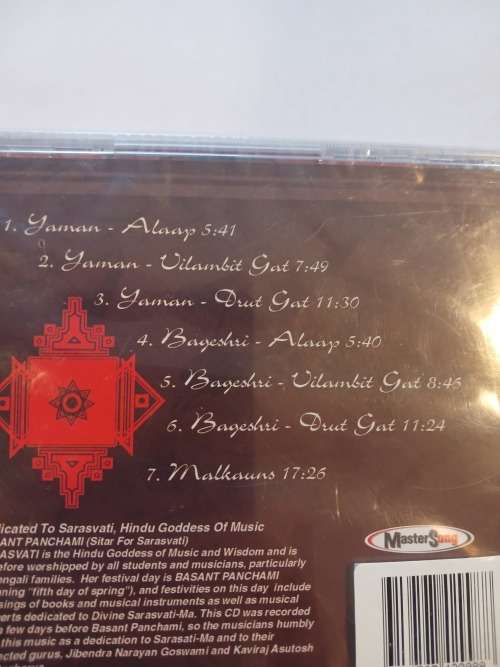 1. Yaman - Alaap 5:41
2. Yaman - Vilambit Gat 7:49
3. Yaman - Drut Gat 11:30
4. Bageshri - Alaap 5:40
5. Bageshri - Vilambit Gat 8:46
6. Bageshri - Drut Gat 11:24
7. Malkauns 17:26
licated To Sarasvati, Hindu Goddess Of Music
SANT PANCHAMI (Sitar For Sarasvati)
ASVATI is the Hindu Goddess of Music and Wisdom and is
efore worshipped by all students and musicians, particularly
engali families. Her festival day is BASANT PANCHAMI
ning "fifth day of spring"), and festivities on this day include
sings of books and musical instruments as well as musical
erts dedicated to Divine Sarasvati-Ma. This CD was recorded
a few days before Basant Panchami, so the musicians humbly
this music as a dedication to Sarasati-Ma and to their
ected gurus, Jibendra Narayan Goswami and Kaviraj Asutosh
MasterSong